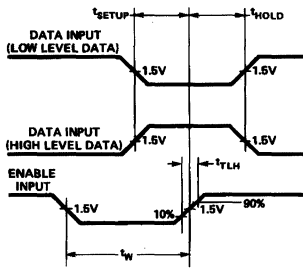 tSETUP
tHOLD
DATA INPUT
(LOW LEVEL DATA)
1.5V
1.5V
DATA INPUT
(HIGH LEVEL DATA)
1.5V
1.5V
tTLH
ENABLE
INPUT
1.5V
10%
1.5V
90%
tW